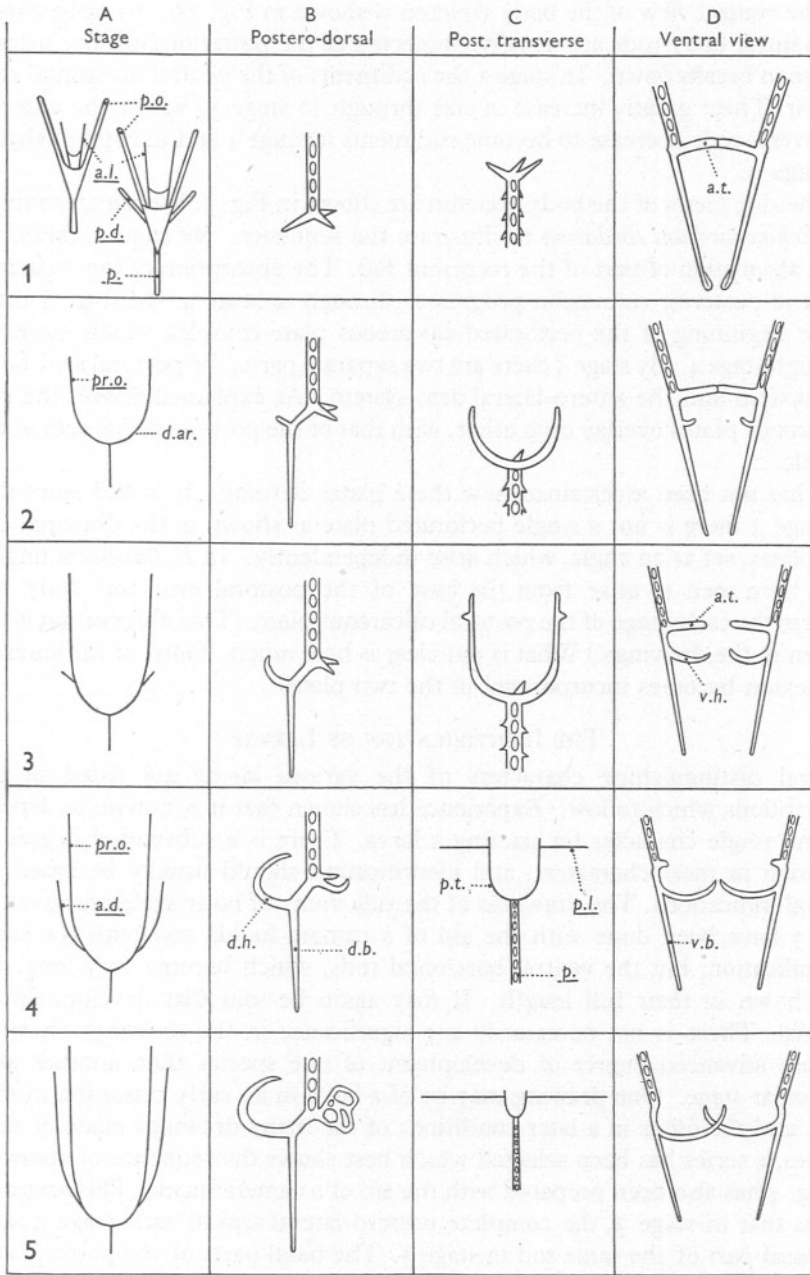 A
Stage
B
Postero-dorsal
C
Post. transverse
D
Ventral view
p.o.
a.l.
p.d.
p.
a.t.
1
pr.o.
d.ar.
2
a.t.
v.h.
3
pr.o.
a.d.
d.h.
d.b.
p.t.
p.l.
p.
v.b.
4
5